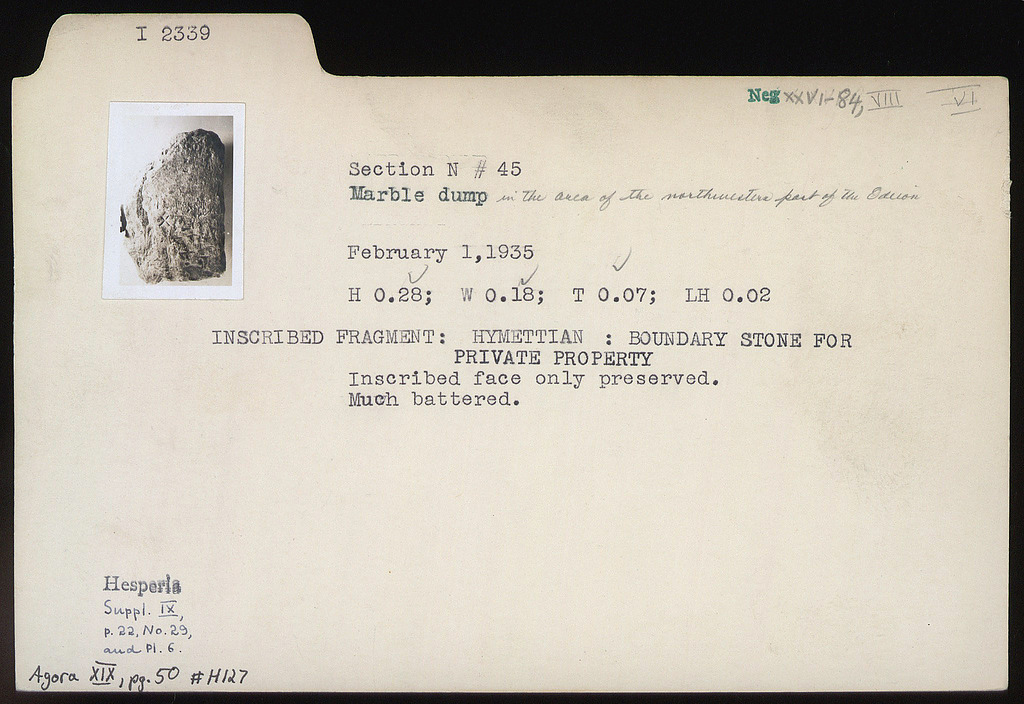 I 2339
Neg XXVI-84, VIII VI
Section N # 45
Marble dump in the area of the northwestern part of the Odeion
February 1,1935
H 0.28; W 0.18; T 0.07; LH 0.02
INSCRIBED FRAGMENT: HYMETTIAN : BOUNDARY STONE FOR
PRIVATE PROPERTY
Inscribed face only preserved.
Much battered.
Hesperia
Suppl. IX,
p. 22, No. 29,
and Pl. 6.
Agora XIX, pg. 50 #H127